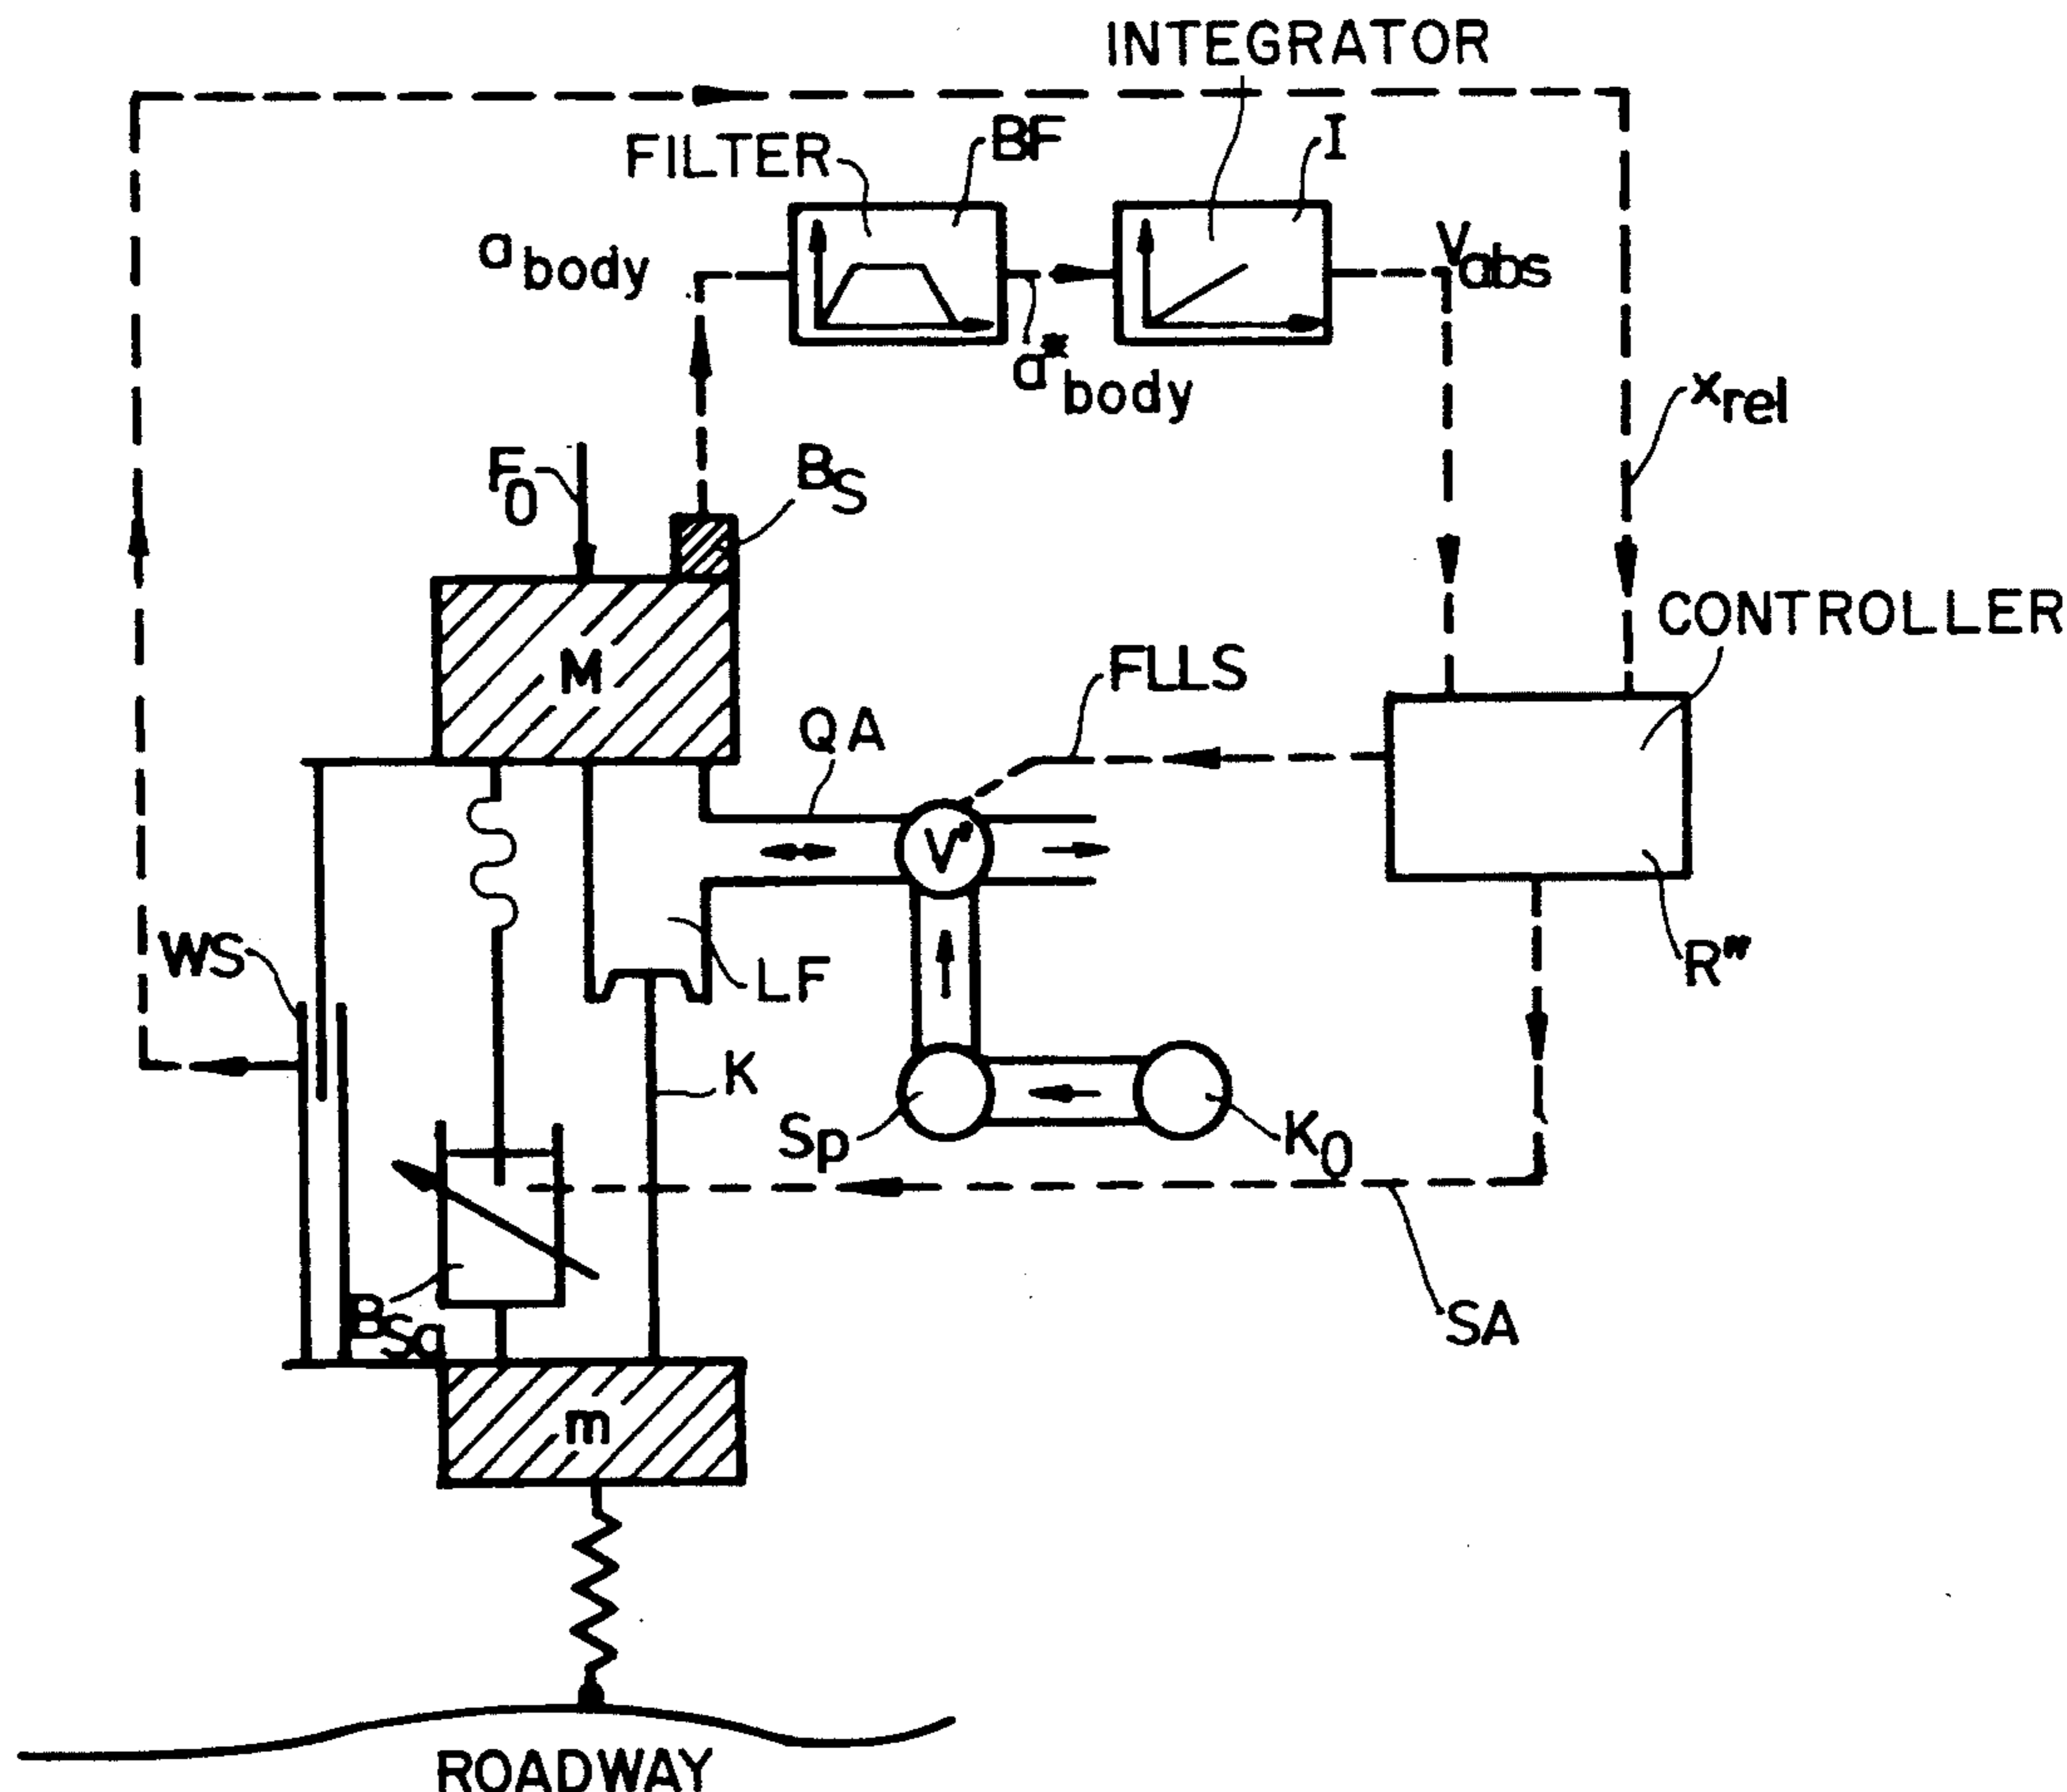 INTEGRATOR
FILTER
BF
I
a body
V abs
a* body
x rel
F0
BS
CONTROLLER
M
FLLS
QA
V"
WS
LF
R"
K
Sp
K0
BSa
SA
m
ROADWAY